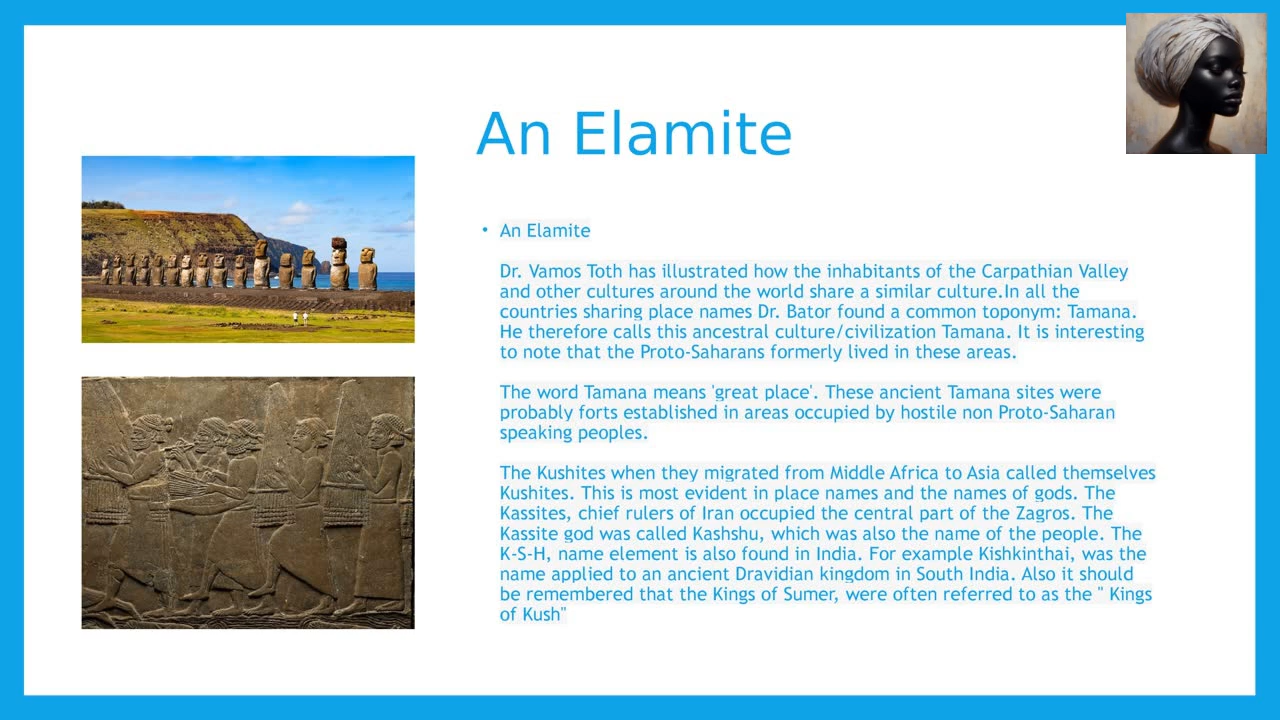 An Elamite
• An Elamite
Dr. Vamos Toth has illustrated how the inhabitants of the Carpathian Valley
and other cultures around the world share a similar culture.In all the
countries sharing place names Dr. Bator found a common toponym: Tamana.
He therefore calls this ancestral culture/civilization Tamana. It is interesting
to note that the Proto-Saharans formerly lived in these areas.
The word Tamana means 'great place'. These ancient Tamana sites were
probably forts established in areas occupied by hostile non Proto-Saharan
speaking peoples.
The Kushites when they migrated from Middle Africa to Asia called themselves
Kushites. This is most evident in place names and the names of gods. The
Kassites, chief rulers of Iran occupied the central part of the Zagros. The
Kassite god was called Kashshu, which was also the name of the people. The
K-S-H, name element is also found in India. For example Kishkinthai, was the
name applied to an ancient Dravidian kingdom in South India. Also it should
be remembered that the Kings of Sumer, were often referred to as the " Kings
of Kush"